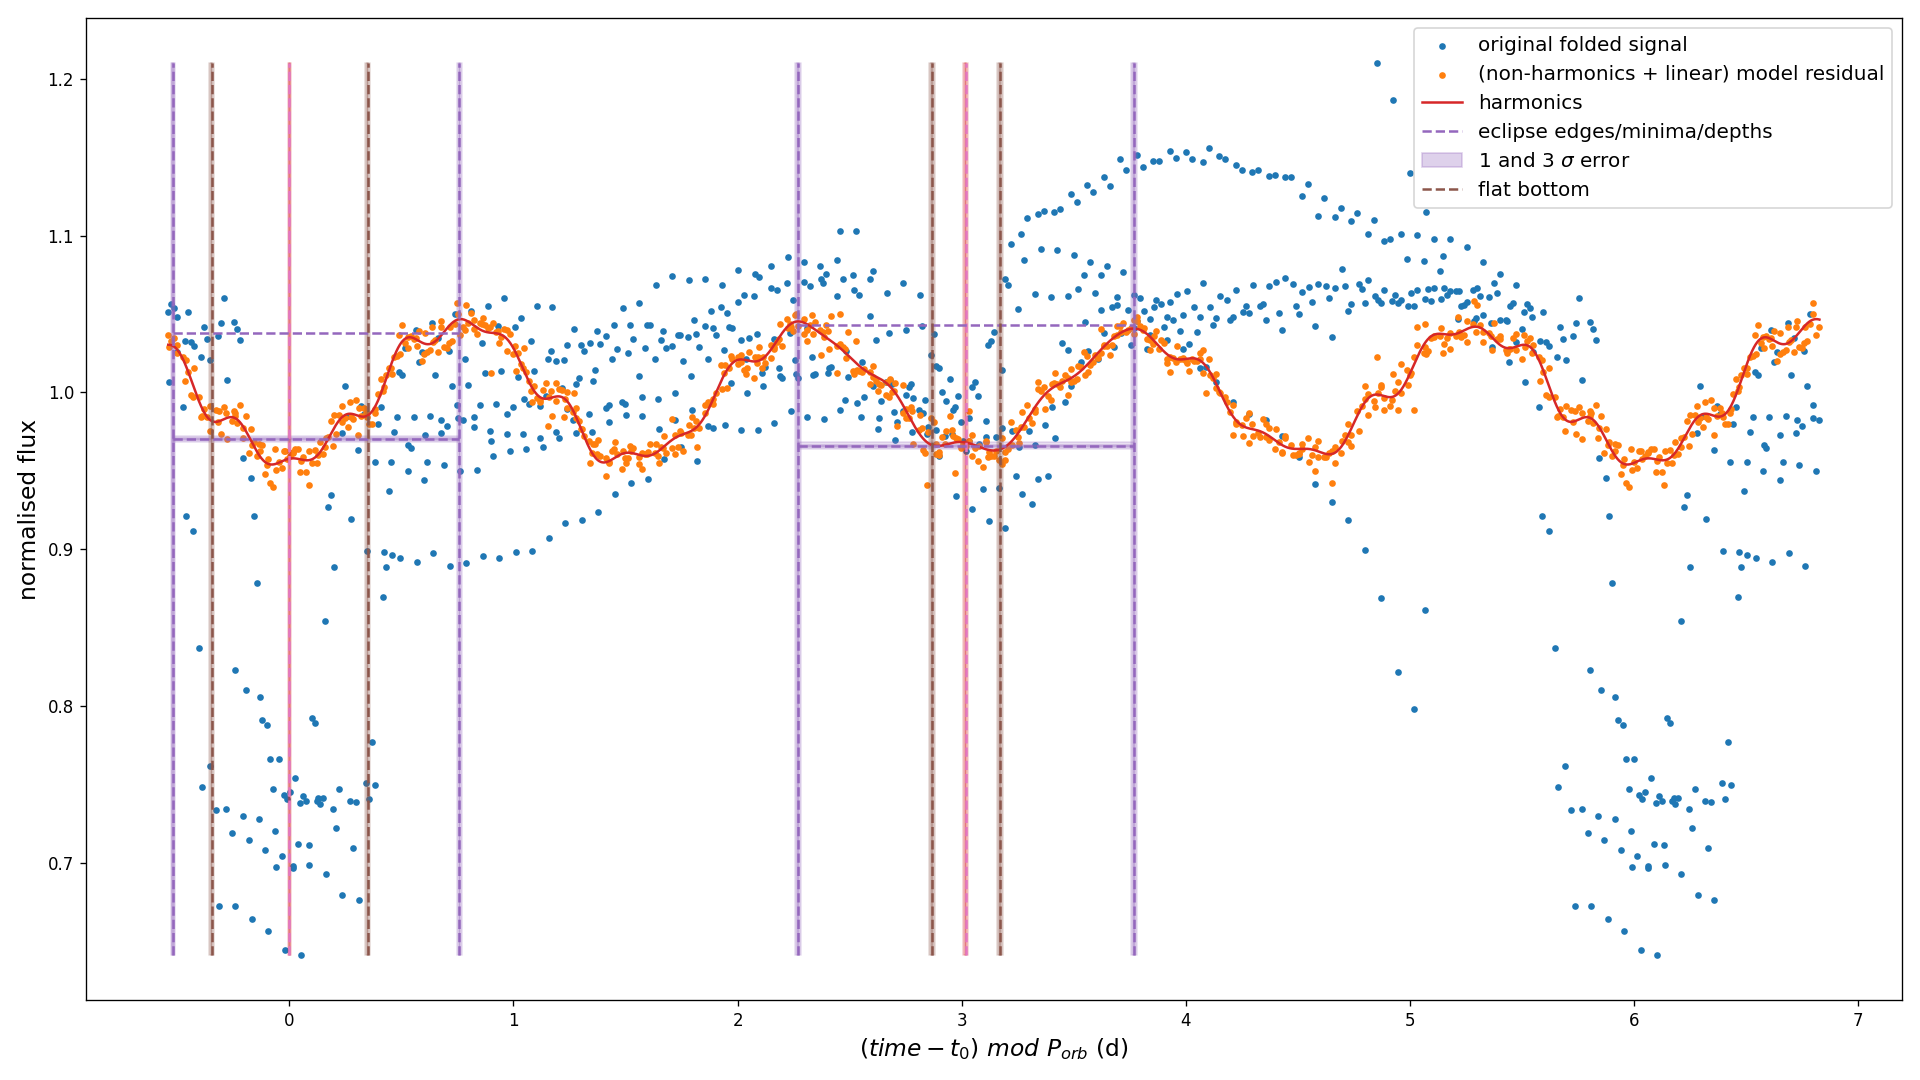 original folded signal
(non-harmonics + linear) model residual
harmonics
eclipse edges/minima/depths
1 and 3 σ error
flat bottom
normalised flux
1.2
1.1
1.0
0.9
0.8
0.7
0 1 2 3 4 5 6 7
(time − t₀) mod P_orb (d)